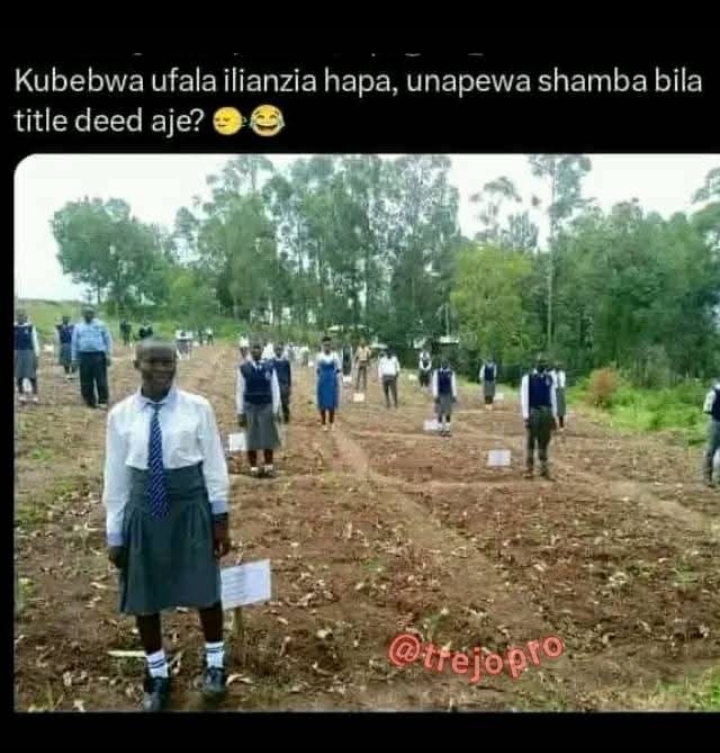 Kubebwa ufala ilianzia hapa, unapewa shamba bila
title deed aje? 😏😂
@trejopro